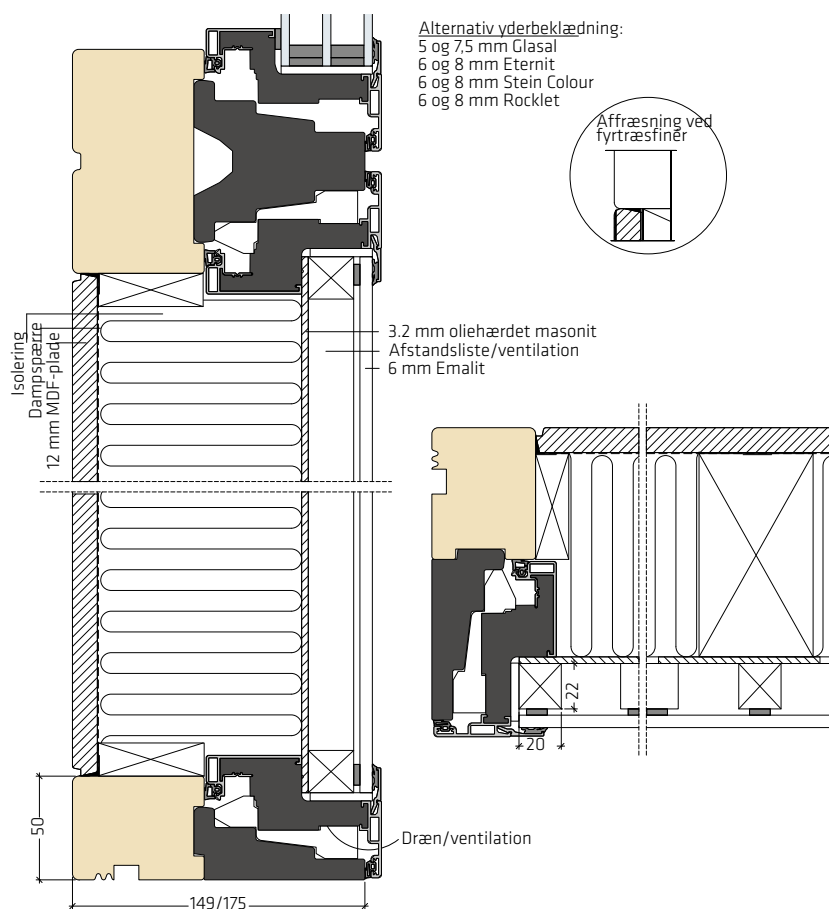 Alternativ yderbeklædning:
5 og 7,5 mm Glasal
6 og 8 mm Eternit
6 og 8 mm Stein Colour
6 og 8 mm Rocklet
Affræsning ved
fyrtræsfiner
Isolering
Dampspærre
12 mm MDF-plade
3.2 mm oliehærdet masonit
Afstandsliste/ventilation
6 mm Emalit
22
20
Dræn/ventilation
50
149/175